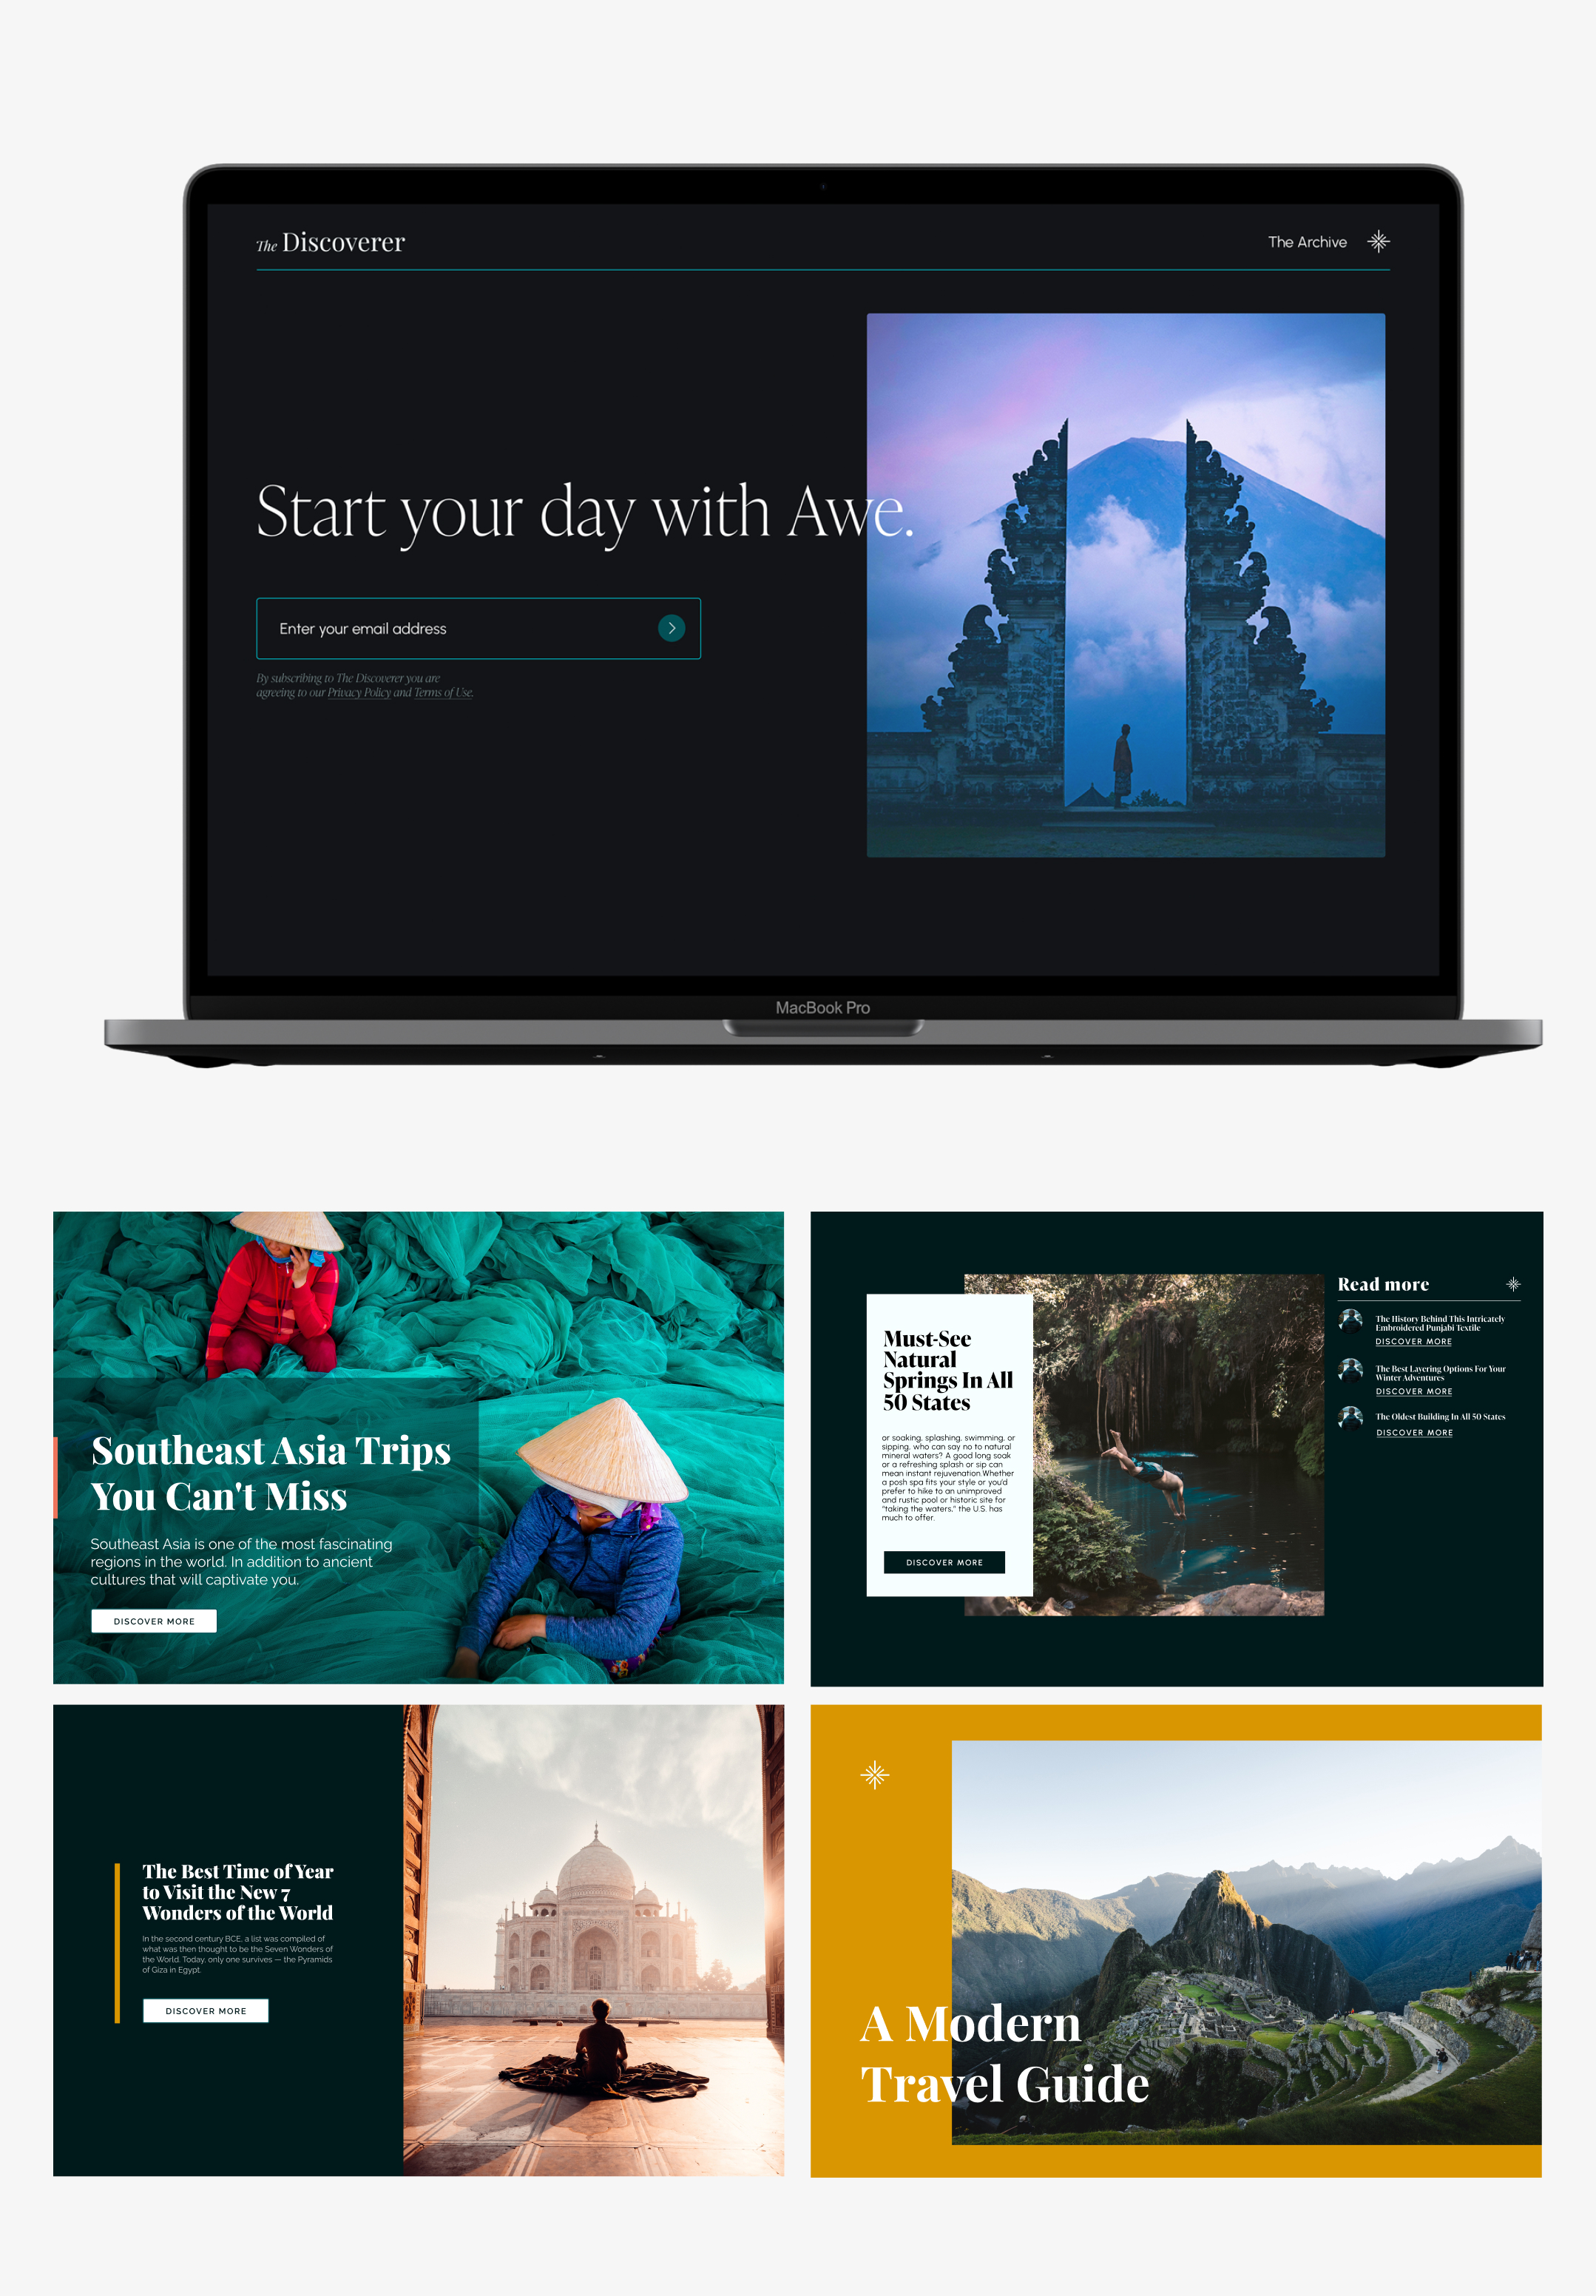 The Discoverer
The Archive
Start your day with Awe.
Enter your email address
By subscribing to The Discoverer you are
agreeing to our Privacy Policy and Terms of Use.
MacBook Pro
Southeast Asia Trips
You Can't Miss
Southeast Asia is one of the most fascinating
regions in the world. In addition to ancient
cultures that will captivate you.
DISCOVER MORE
Must-See
Natural
Springs In All
50 States
or soaking, splashing, swimming, or
sipping, who can say no to natural
mineral waters? A good long soak
or a refreshing splash or sip can
mean instant rejuvenation.Whether
a posh spa fits your style or you'd
prefer to hike to an unimproved
and rustic pool or historic site for
"taking the waters," the U.S. has
much to offer.
DISCOVER MORE
Read more
The History Behind This Intricately
Embroidered Punjabi Textile
DISCOVER MORE
The Best Layering Options For Your
Winter Adventures
DISCOVER MORE
The Oldest Building In All 50 States
DISCOVER MORE
The Best Time of Year
to Visit the New 7
Wonders of the World
In the second century BCE, a list was compiled of
what was then thought to be the Seven Wonders of
the World. Today, only one survives — the Pyramids
of Giza in Egypt.
DISCOVER MORE
A Modern
Travel Guide